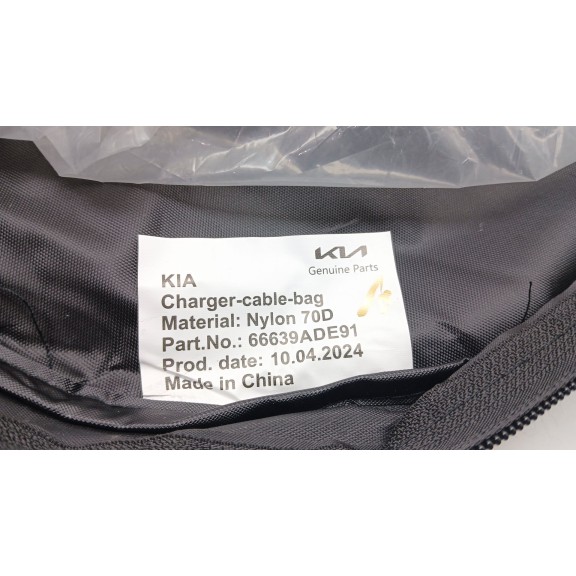 KIA
Genuine Parts
KIA
Charger-cable-bag
Material: Nylon 70D
Part.No.: 66639ADE91
Prod. date: 10.04.2024
Made in China